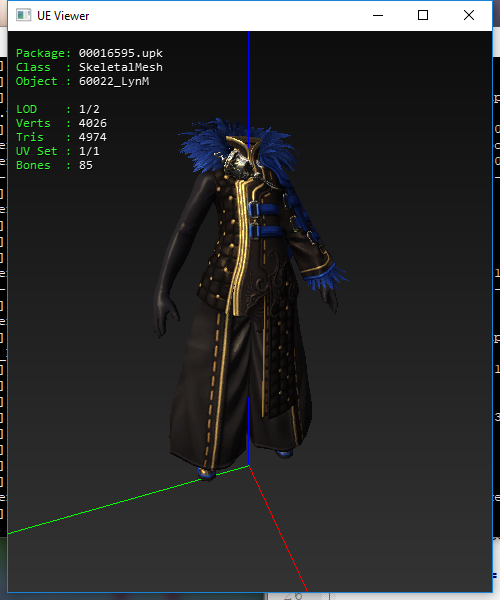 UE Viewer
Package: 00016595.upk
Class : SkeletalMesh
Object : 60022_LynM
LOD : 1/2
Verts : 4026
Tris : 4974
UV Set : 1/1
Bones : 85